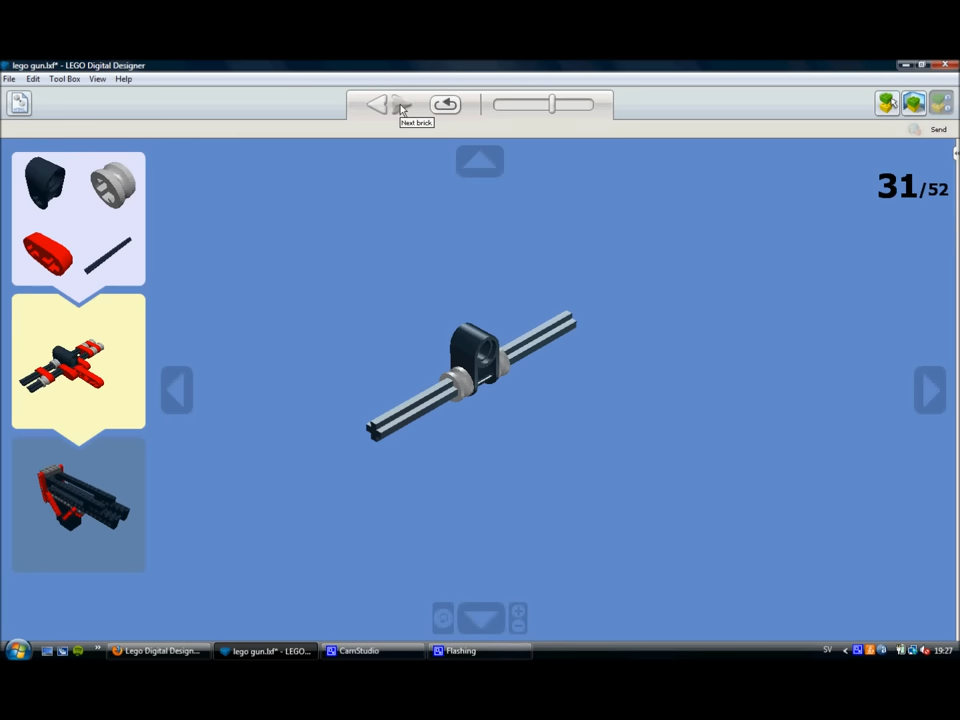 lego gun.lxf* - LEGO Digital Designer
File Edit Tool Box View Help
Next brick
Send
31/52
Lego Digital Design...
lego gun.lxf* - LEGO...
CamStudio
Flashing
SV
19:27